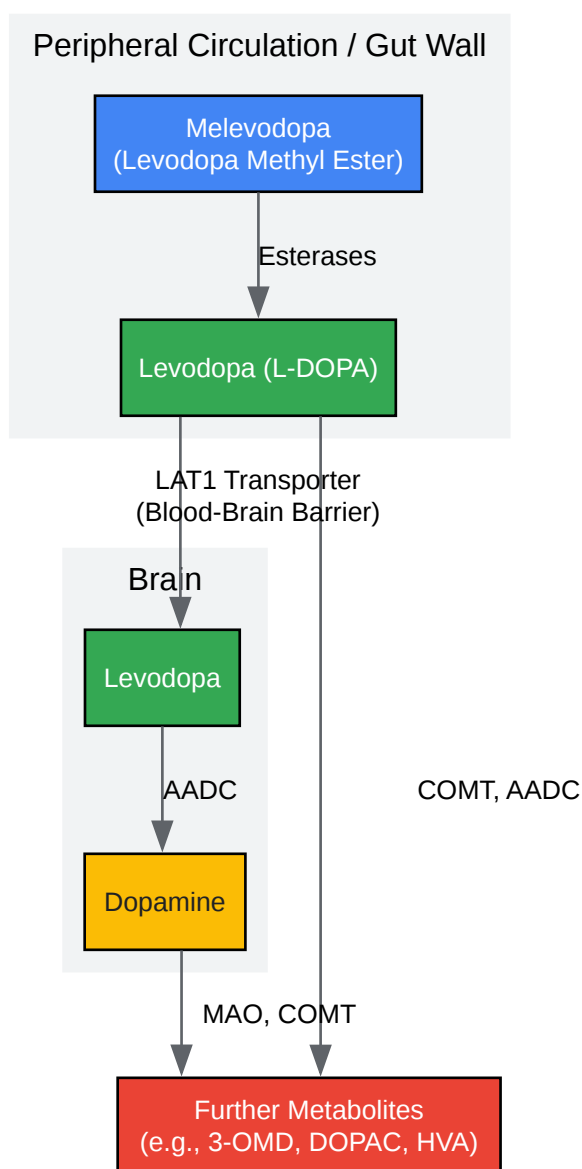 Peripheral Circulation / Gut Wall
Melevodopa
(Levodopa Methyl Ester)
Esterases
Levodopa (L-DOPA)
LAT1 Transporter
(Blood-Brain Barrier)
Brain
Levodopa
AADC
COMT, AADC
Dopamine
MAO, COMT
Further Metabolites
(e.g., 3-OMD, DOPAC, HVA)